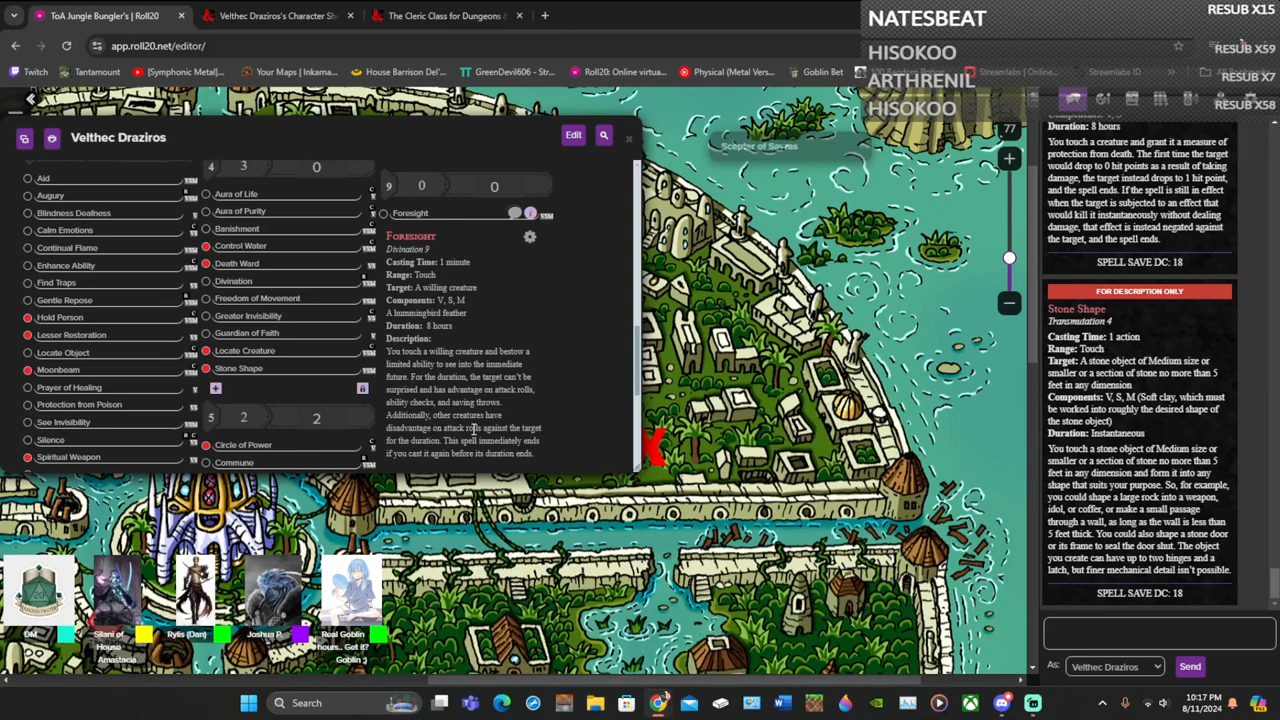 ToA Jungle Bungler's | Roll20
Velthec Draziros's Character Sh
The Cleric Class for Dungeons &
app.roll20.net/editor/
NATESBEAT
RESUB X15
HISOKOO
RESUB X59
ARTHRENIL
RESUB X7
HISOKOO
RESUB X58
Twitch
Tantamount
[Symphonic Metal]...
Your Maps | Inkarna...
House Barrison Del'...
GreenDevil606 - Str...
Roll20: Online virtua...
Physical (Metal Vers...
Goblin Bet
Streamlabs | Online...
Streamlabs ID
Velthec Draziros
Edit
Scepter of Savras
77
Aid
Augury
Blindness Deafness
Calm Emotions
Continual Flame
Enhance Ability
Find Traps
Gentle Repose
Hold Person
Lesser Restoration
Locate Object
Moonbeam
Prayer of Healing
Protection from Poison
See Invisibility
Silence
Spiritual Weapon
4 3 0
Aura of Life
Aura of Purity
Banishment
Control Water
Death Ward
Divination
Freedom of Movement
Greater Invisibility
Guardian of Faith
Locate Creature
Stone Shape
5 2 2
Circle of Power
Commune
9 0 0
Foresight
FORESIGHT
Divination 9
Casting Time: 1 minute
Range: Touch
Target: A willing creature
Components: V, S, M
A hummingbird feather
Duration: 8 hours
Description:
You touch a willing creature and bestow a
limited ability to see into the immediate
future. For the duration, the target can't be
surprised and has advantage on attack rolls,
ability checks, and saving throws.
Additionally, other creatures have
disadvantage on attack rolls against the target
for the duration. This spell immediately ends
if you cast it again before its duration ends.
Duration: 8 hours
You touch a creature and grant it a measure of
protection from death. The first time the target
would drop to 0 hit points as a result of taking
damage, the target instead drops to 1 hit point,
and the spell ends. If the spell is still in effect
when the target is subjected to an effect that
would kill it instantaneously without dealing
damage, that effect is instead negated against
the target, and the spell ends.
SPELL SAVE DC: 18
FOR DESCRIPTION ONLY
Stone Shape
Transmutation 4
Casting Time: 1 action
Range: Touch
Target: A stone object of Medium size or
smaller or a section of stone no more than 5
feet in any dimension
Components: V, S, M (Soft clay, which must
be worked into roughly the desired shape of
the stone object)
Duration: Instantaneous
You touch a stone object of Medium size or
smaller or a section of stone no more than 5
feet in any dimension and form it into any
shape that suits your purpose. So, for example,
you could shape a large rock into a weapon,
idol, or coffer, or make a small passage
through a wall, as long as the wall is less than
5 feet thick. You could also shape a stone door
or its frame to seal the door shut. The object
you create can have up to two hinges and a
latch, but finer mechanical detail isn't possible.
SPELL SAVE DC: 18
As:
Velthec Draziros
Send
DM
Silani of
House
Amastacia
Rylis (Dan)
Joshua P.
Real Goblin
hours.. Get it?
Goblin ;)
Search
10:17 PM
8/11/2024